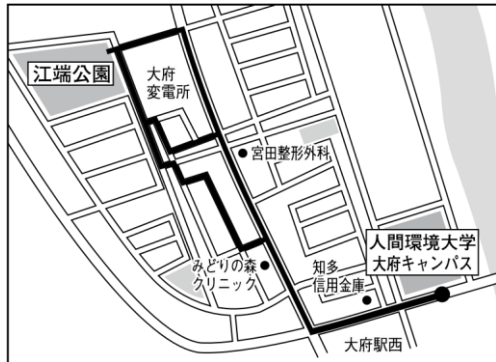 江端公園
大府
変電所
宮田整形外科
人間環境大学
大府キャンパス
みどりの森
クリニック
知多
信用金庫
大府駅西